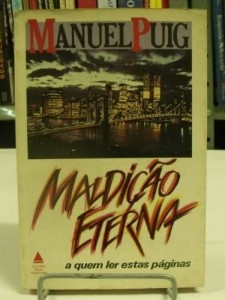 MANUEL PUIG
MALDIÇÃO
ETERNA
a quem ler estas páginas